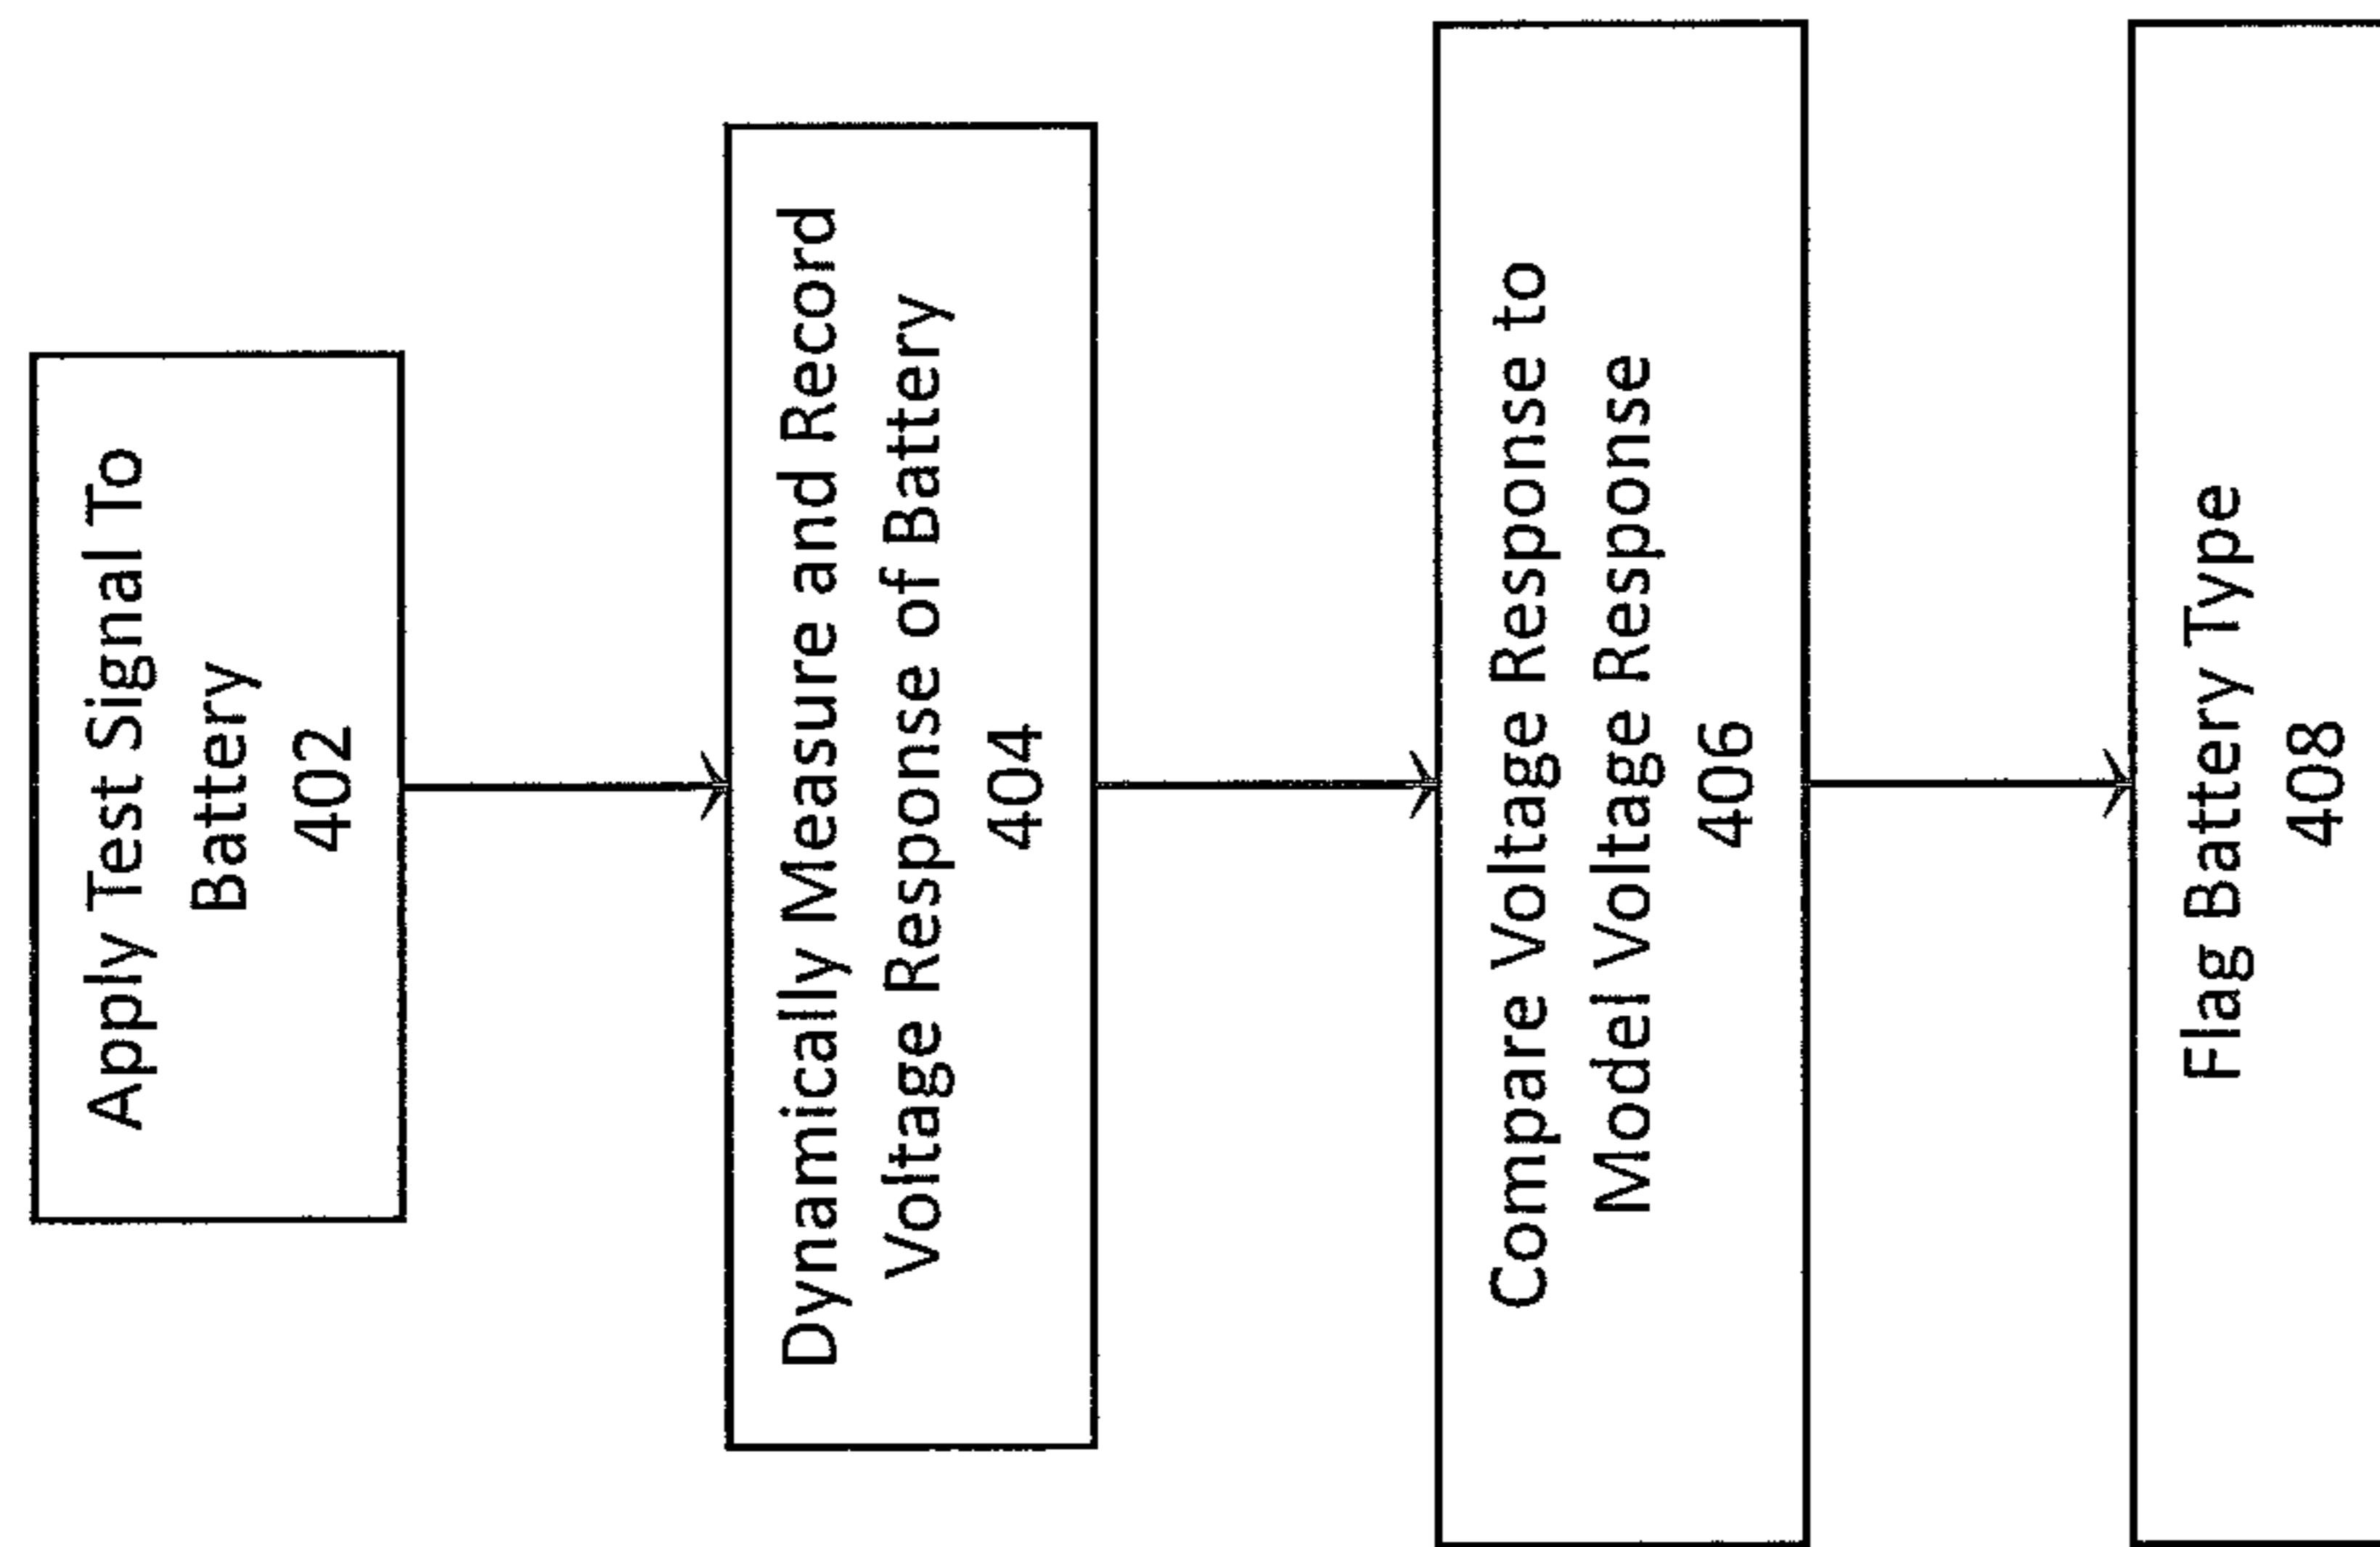 Apply Test Signal To
Battery
402
Dynamically Measure and Record
Voltage Response of Battery
404
Compare Voltage Response to
Model Voltage Response
406
Flag Battery Type
408